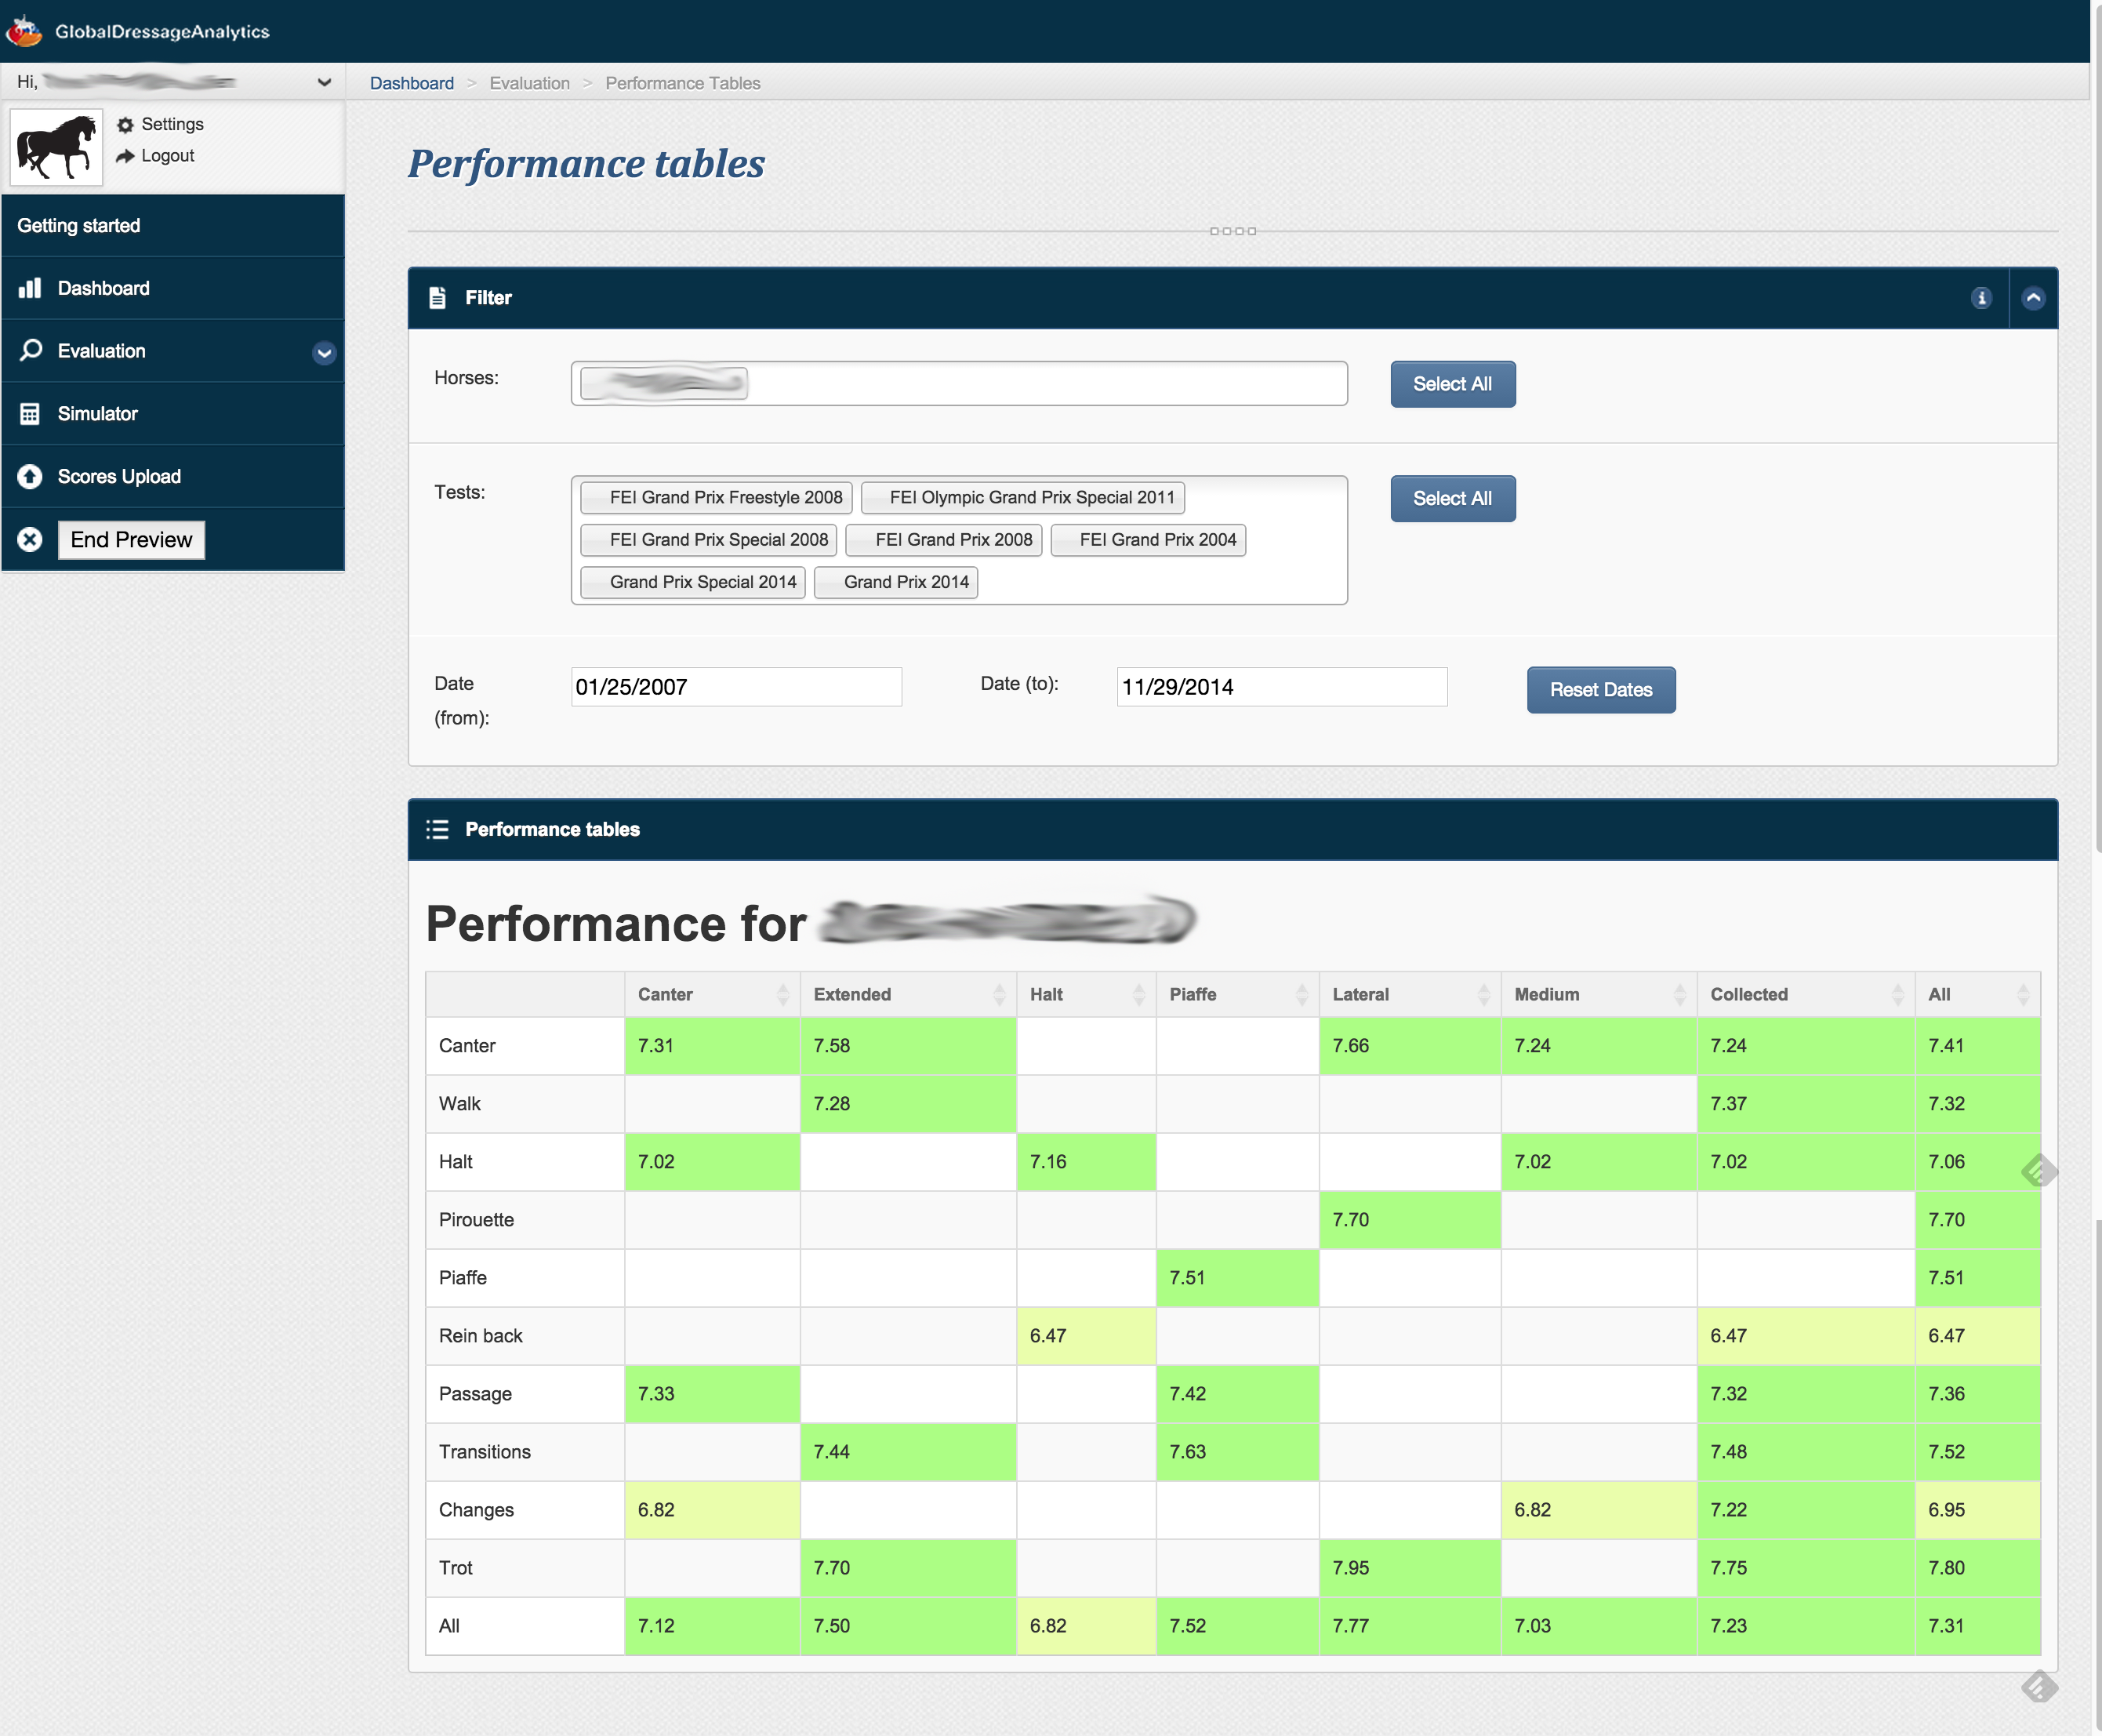 GlobalDressageAnalytics
Hi,
Dashboard > Evaluation > Performance Tables
Settings
Logout
Getting started
Dashboard
Evaluation
Simulator
Scores Upload
End Preview
Performance tables
Filter
Horses:
Select All
Tests:
FEI Grand Prix Freestyle 2008 FEI Olympic Grand Prix Special 2011
FEI Grand Prix Special 2008 FEI Grand Prix 2008 FEI Grand Prix 2004
Grand Prix Special 2014 Grand Prix 2014
Select All
Date
(from):
01/25/2007
Date (to):
11/29/2014
Reset Dates
Performance tables
Performance for
Canter Extended Halt Piaffe Lateral Medium Collected All
Canter 7.31 7.58 7.66 7.24 7.24 7.41
Walk 7.28 7.37 7.32
Halt 7.02 7.16 7.02 7.02 7.06
Pirouette 7.70 7.70
Piaffe 7.51 7.51
Rein back 6.47 6.47 6.47
Passage 7.33 7.42 7.32 7.36
Transitions 7.44 7.63 7.48 7.52
Changes 6.82 6.82 7.22 6.95
Trot 7.70 7.95 7.75 7.80
All 7.12 7.50 6.82 7.52 7.77 7.03 7.23 7.31